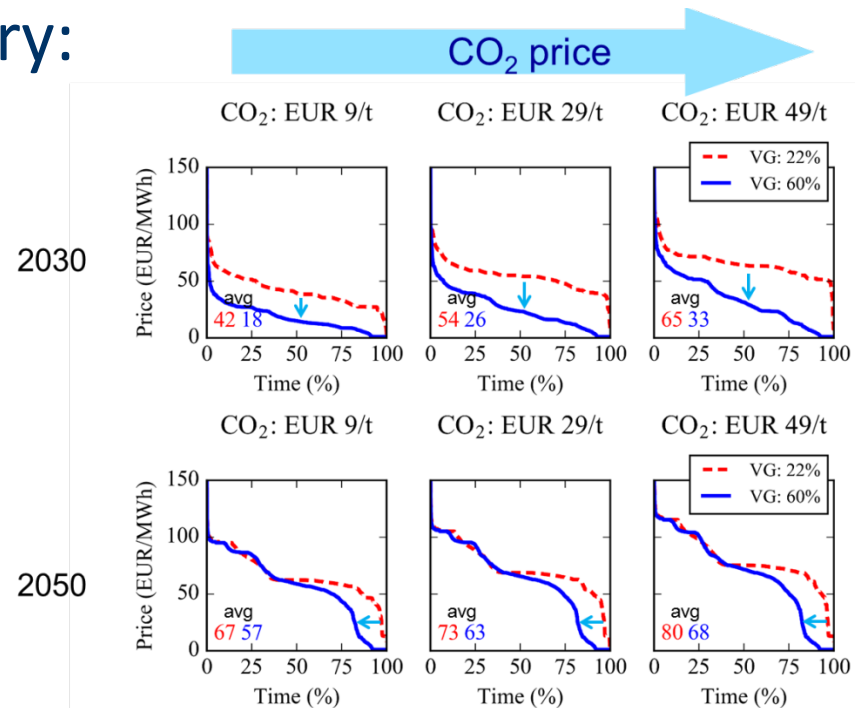 ry:
CO₂ price
CO₂: EUR 9/t CO₂: EUR 29/t CO₂: EUR 49/t
VG: 22%
VG: 60%
2030
Price (EUR/MWh)
150
100
50
0
avg
42 18
avg
54 26
avg
65 33
0 25 50 75 100 0 25 50 75 100 0 25 50 75 100
Time (%) Time (%) Time (%)
CO₂: EUR 9/t CO₂: EUR 29/t CO₂: EUR 49/t
VG: 22%
VG: 60%
2050
Price (EUR/MWh)
150
100
50
0
avg
67 57
avg
73 63
avg
80 68
0 25 50 75 100 0 25 50 75 100 0 25 50 75 100
Time (%) Time (%) Time (%)